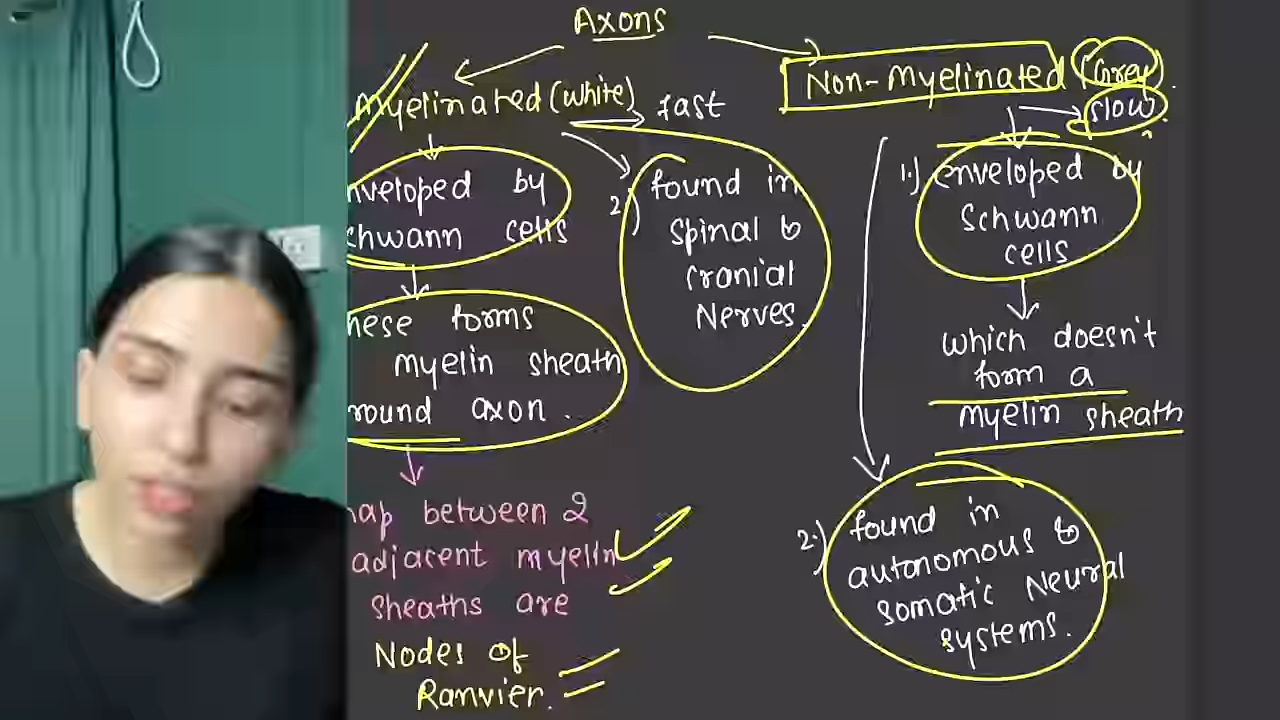 Axons
Myelinated (White)
fast
nveloped by
chwann cells
hese forms
myelin sheath
round axon.
ap between 2
adjacent myelin
sheaths are
Nodes of
Ranvier.
2.) found in
spinal &
cranial
Nerves.
Non-Myelinated (Grey).
slow.
1.) enveloped by
Schwann
cells
which doesn't
form a
myelin sheath
2.) found in
autonomous &
somatic Neural
systems.